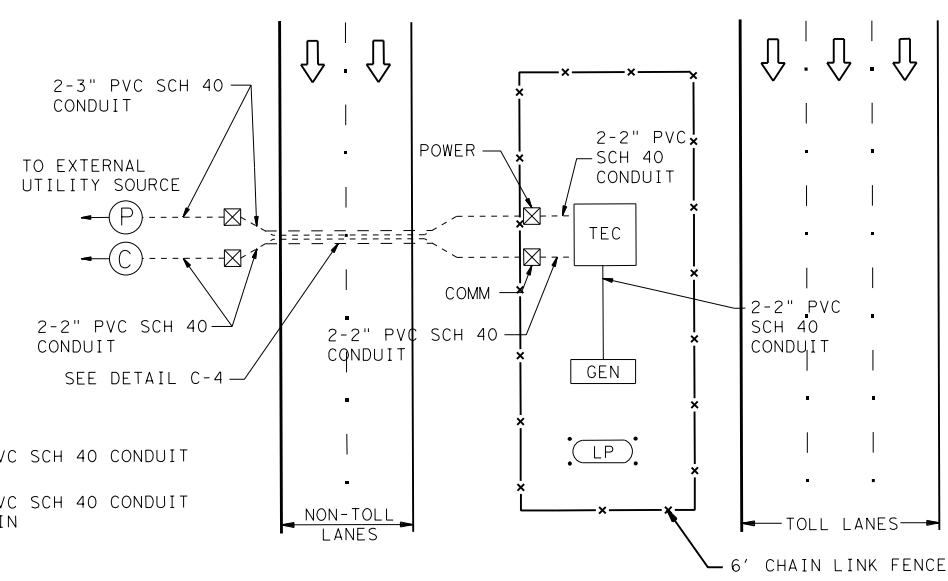 2-3" PVC SCH 40
CONDUIT
TO EXTERNAL
UTILITY SOURCE
P
C
2-2" PVC SCH 40
CONDUIT
SEE DETAIL C-4
VC SCH 40 CONDUIT
VC SCH 40 CONDUIT
IN
NON-TOLL
LANES
POWER
2-2" PVC
SCH 40
CONDUIT
TEC
COMM
2-2" PVC SCH 40
CONDUIT
2-2" PVC
SCH 40
CONDUIT
GEN
LP
TOLL LANES
6' CHAIN LINK FENCE